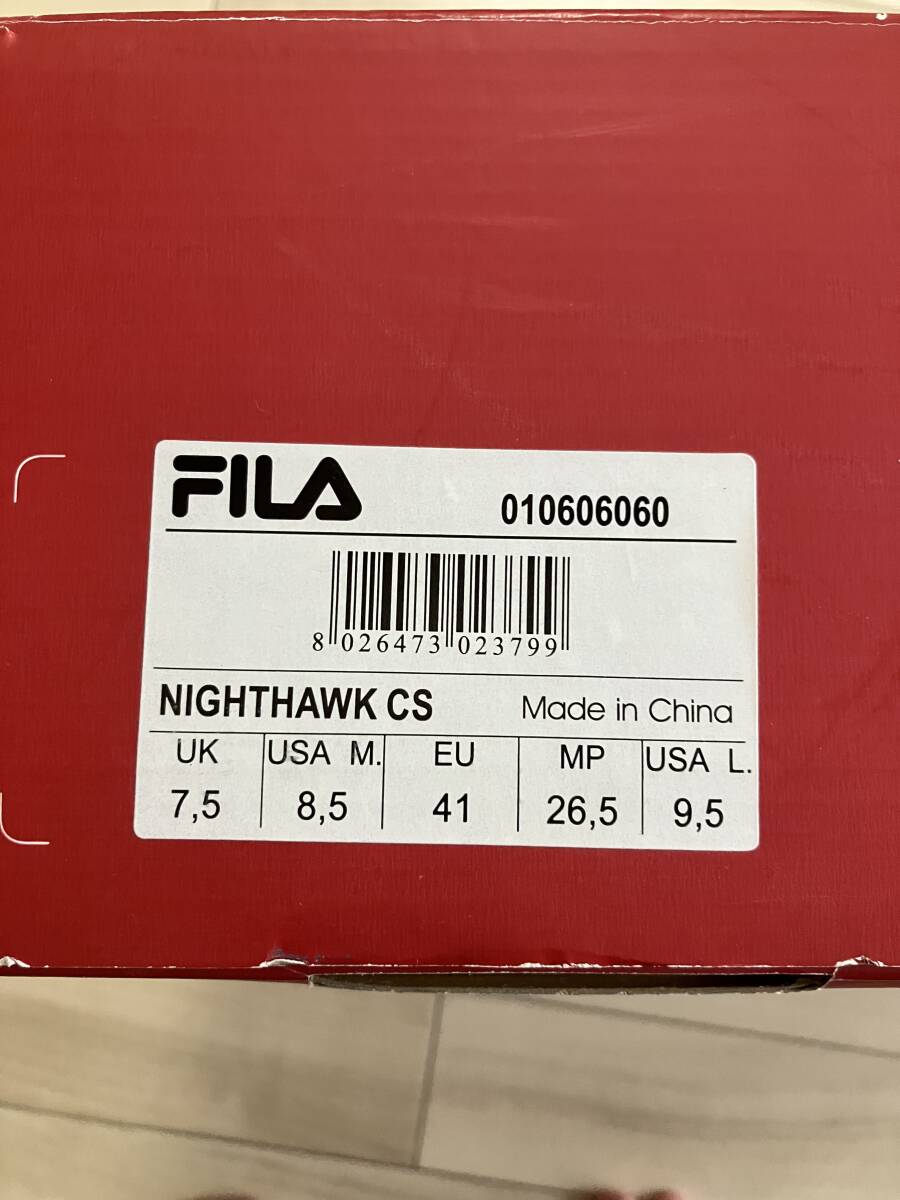 FILA 010606060
8 026473 023799
NIGHTHAWK CS Made in China
UK USA M. EU MP USA L.
7,5 8,5 41 26,5 9,5